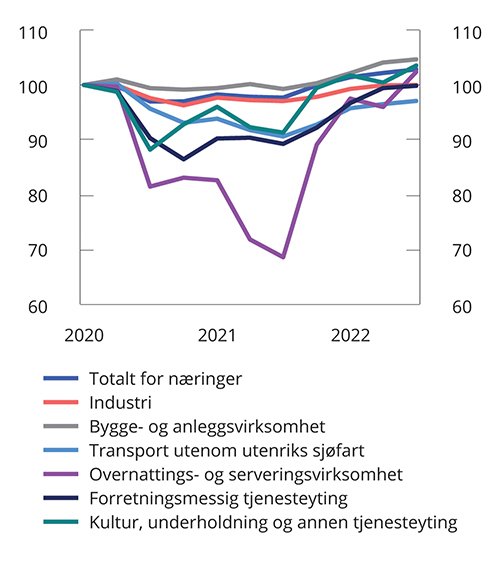 110 110
100 100
90 90
80 80
70 70
60 60
2020 2021 2022
Totalt for næringer
Industri
Bygge- og anleggsvirksomhet
Transport utenom utenriks sjøfart
Overnattings- og serveringsvirksomhet
Forretningsmessig tjenesteyting
Kultur, underholdning og annen tjenesteyting